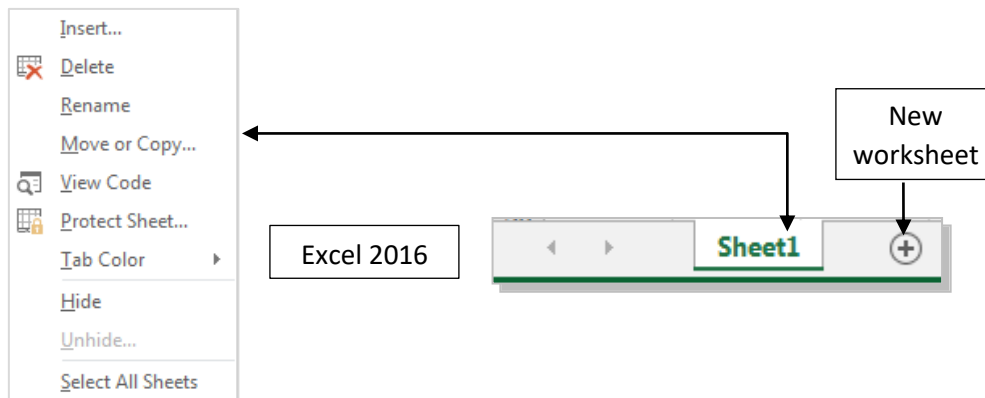 Insert...
Delete
Rename
Move or Copy...
View Code
Protect Sheet...
Tab Color
Hide
Unhide...
Select All Sheets
Excel 2016
Sheet1
New
worksheet